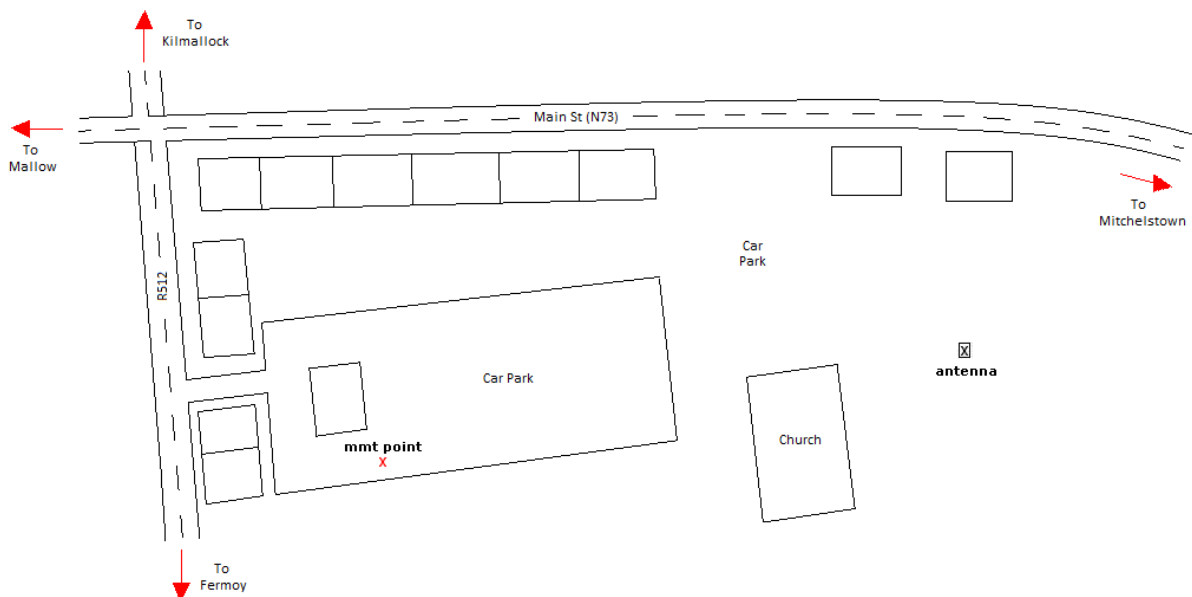 To
Kilmallock
Main St (N73)
To
Mallow
To
Mitchelstown
Car
Park
R512
X
antenna
Car Park
Church
mmt point
X
To
Fermoy